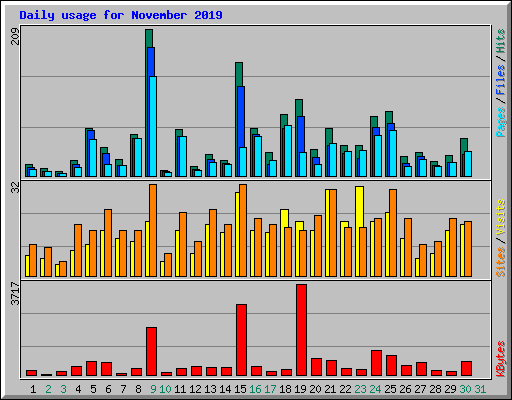 Daily usage for November 2019
209
Pages / Files / Hits
32
Sites / Visits
3717
KBytes
1 2 3 4 5 6 7 8 9 10 11 12 13 14 15 16 17 18 19 20 21 22 23 24 25 26 27 28 29 30 31